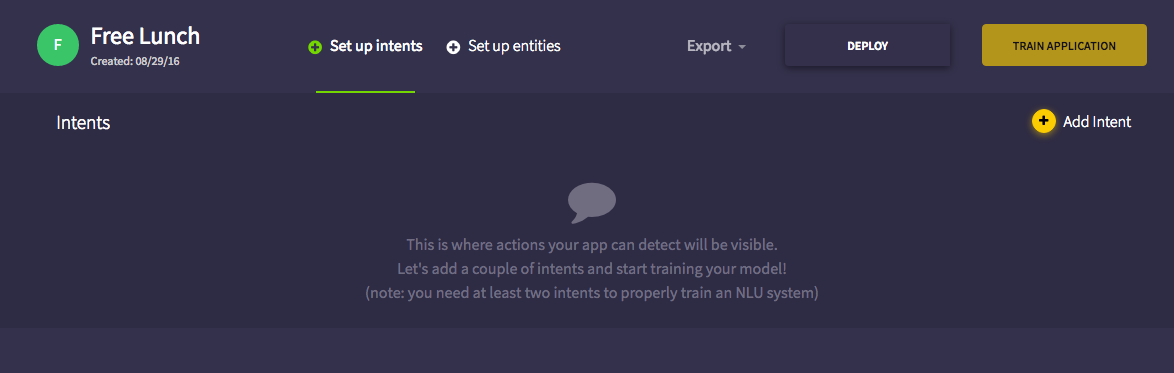 F
Free Lunch
Created: 08/29/16
Set up intents
Set up entities
Export
DEPLOY
TRAIN APPLICATION
Intents
Add Intent
This is where actions your app can detect will be visible.
Let's add a couple of intents and start training your model!
(note: you need at least two intents to properly train an NLU system)